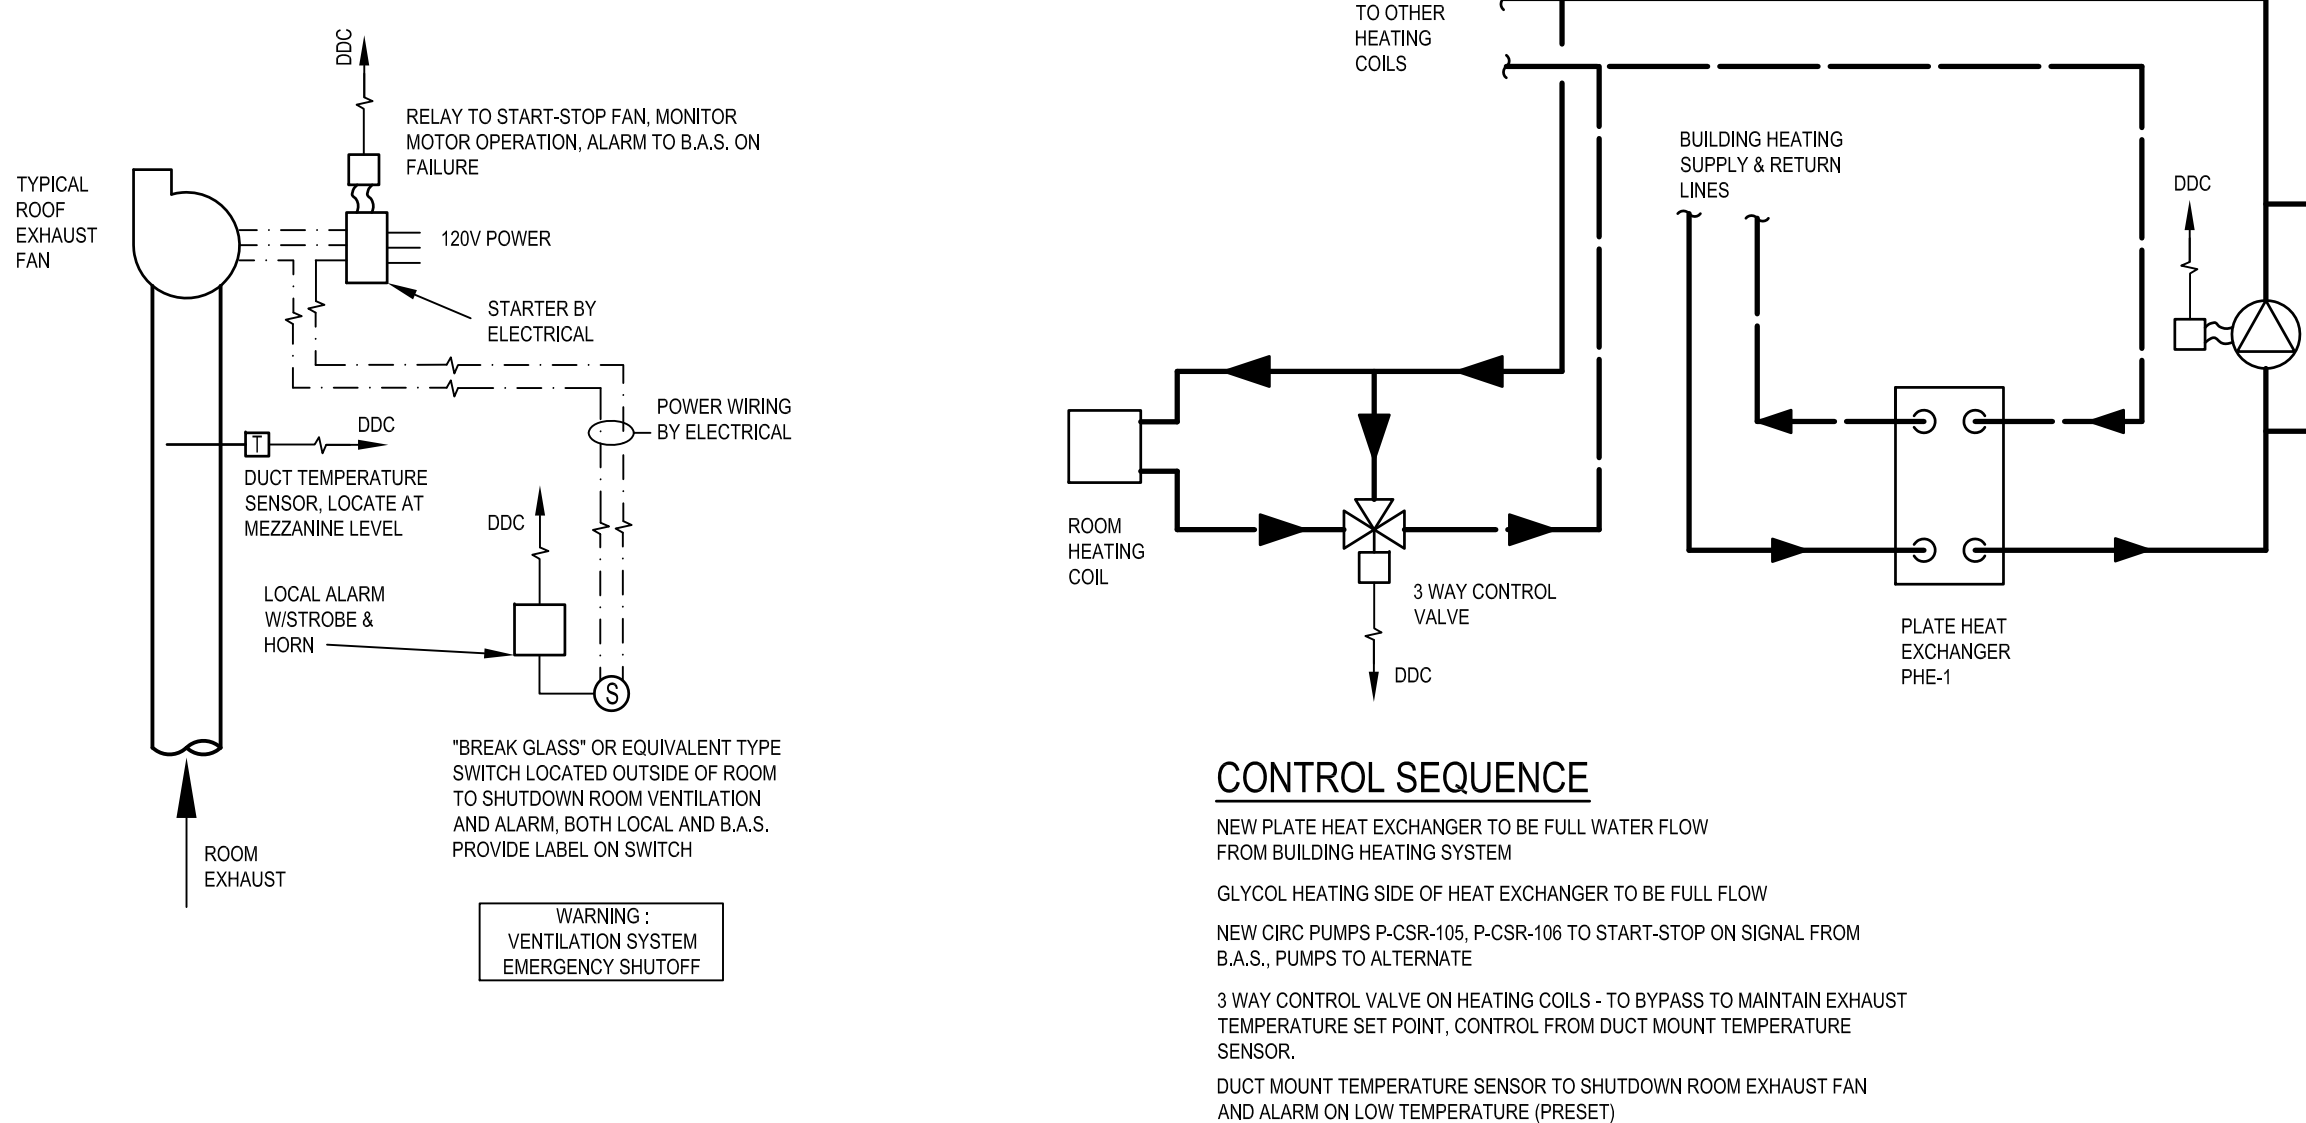 DDC
RELAY TO START-STOP FAN, MONITOR
MOTOR OPERATION, ALARM TO B.A.S. ON
FAILURE
TYPICAL
ROOF
EXHAUST
FAN
120V POWER
STARTER BY
ELECTRICAL
POWER WIRING
BY ELECTRICAL
T
DDC
DUCT TEMPERATURE
SENSOR, LOCATE AT
MEZZANINE LEVEL
DDC
LOCAL ALARM
W/STROBE &
HORN
S
"BREAK GLASS" OR EQUIVALENT TYPE
SWITCH LOCATED OUTSIDE OF ROOM
TO SHUTDOWN ROOM VENTILATION
AND ALARM, BOTH LOCAL AND B.A.S.
PROVIDE LABEL ON SWITCH
ROOM
EXHAUST
WARNING :
VENTILATION SYSTEM
EMERGENCY SHUTOFF
TO OTHER
HEATING
COILS
BUILDING HEATING
SUPPLY & RETURN
LINES
DDC
ROOM
HEATING
COIL
3 WAY CONTROL
VALVE
DDC
PLATE HEAT
EXCHANGER
PHE-1
CONTROL SEQUENCE
NEW PLATE HEAT EXCHANGER TO BE FULL WATER FLOW
FROM BUILDING HEATING SYSTEM
GLYCOL HEATING SIDE OF HEAT EXCHANGER TO BE FULL FLOW
NEW CIRC PUMPS P-CSR-105, P-CSR-106 TO START-STOP ON SIGNAL FROM
B.A.S., PUMPS TO ALTERNATE
3 WAY CONTROL VALVE ON HEATING COILS - TO BYPASS TO MAINTAIN EXHAUST
TEMPERATURE SET POINT, CONTROL FROM DUCT MOUNT TEMPERATURE
SENSOR.
DUCT MOUNT TEMPERATURE SENSOR TO SHUTDOWN ROOM EXHAUST FAN
AND ALARM ON LOW TEMPERATURE (PRESET)